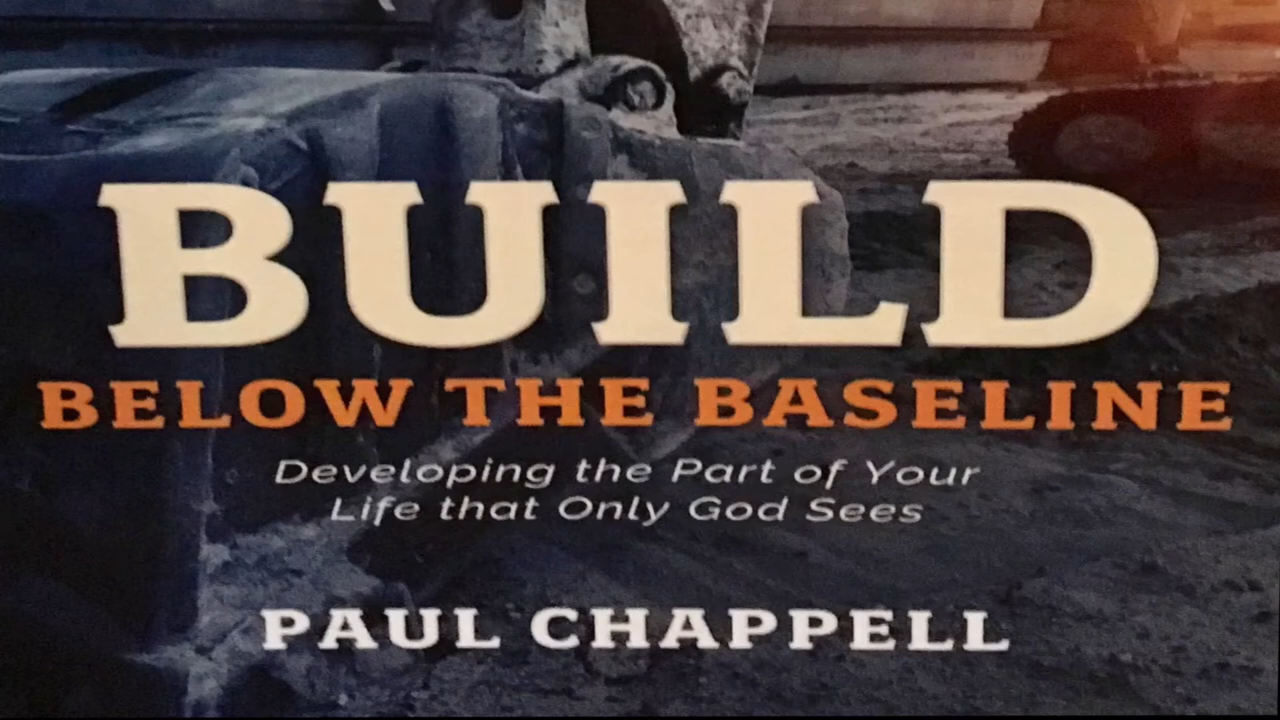 BUILD
BELOW THE BASELINE
Developing the Part of Your
Life that Only God Sees
PAUL CHAPPELL